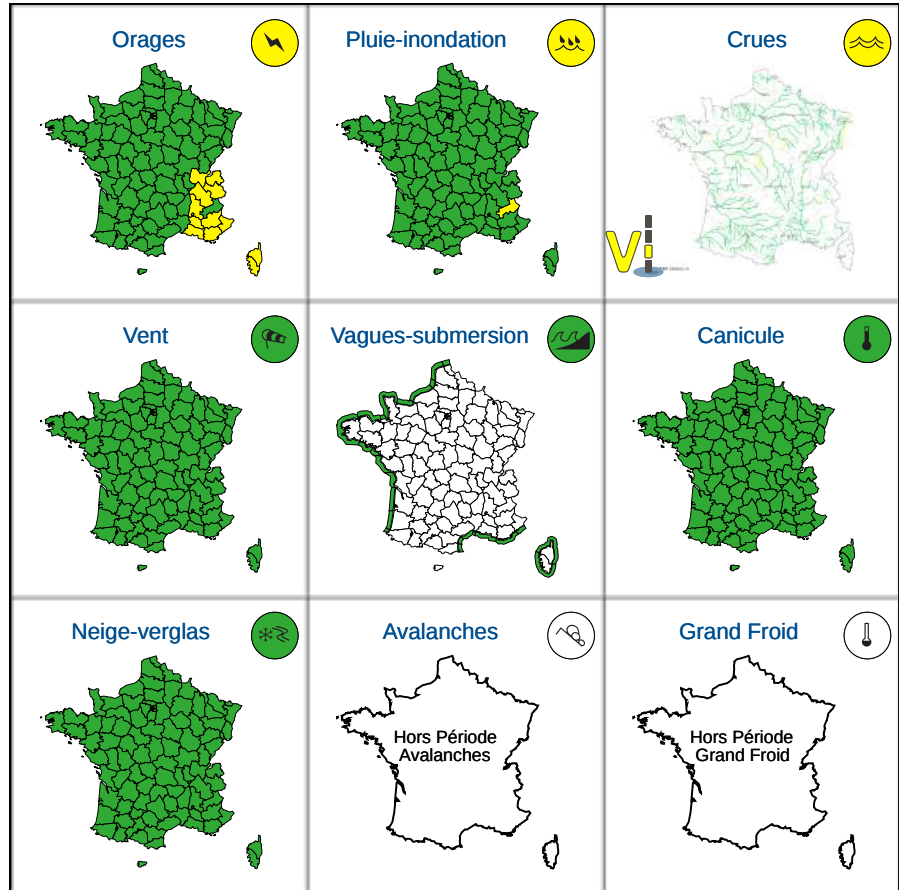 Orages
Pluie-inondation
Crues
Vi
Vent
Vagues-submersion
Canicule
Neige-verglas
Avalanches
Grand Froid
Hors Période
Avalanches
Hors Période
Grand Froid